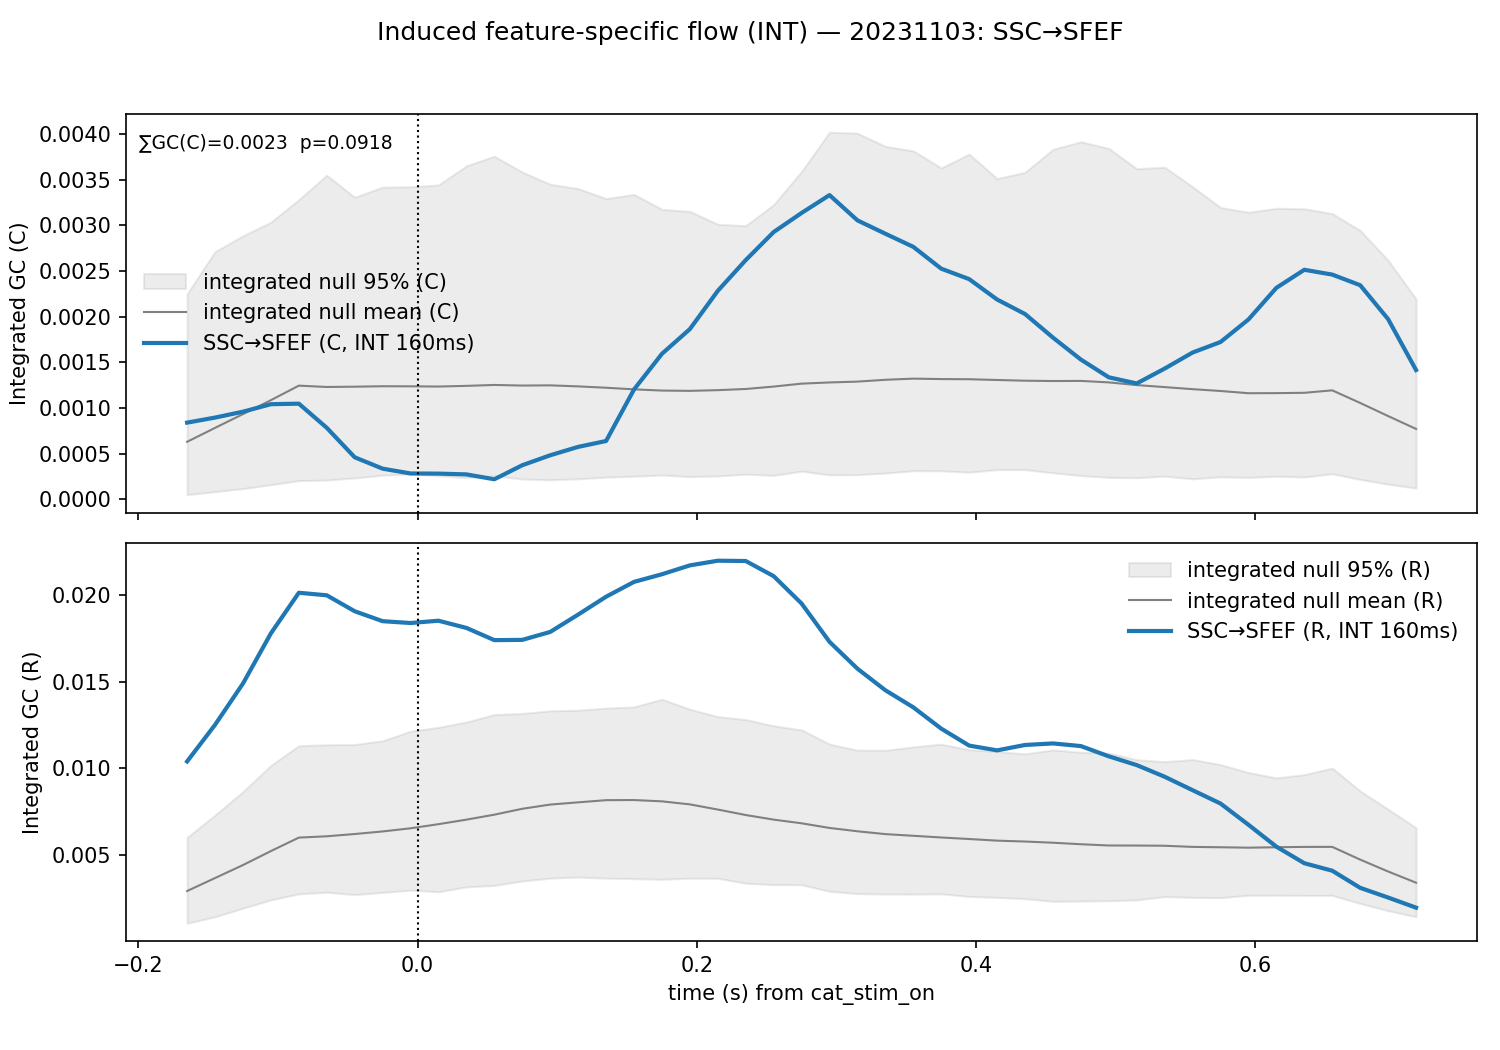 Induced feature-specific flow (INT) — 20231103: SSC→SFEF
Integrated GC (C)
0.0040
0.0035
0.0030
0.0025
0.0020
0.0015
0.0010
0.0005
0.0000
∑GC(C)=0.0023 p=0.0918
integrated null 95% (C)
integrated null mean (C)
SSC→SFEF (C, INT 160ms)
Integrated GC (R)
0.020
0.015
0.010
0.005
integrated null 95% (R)
integrated null mean (R)
SSC→SFEF (R, INT 160ms)
−0.2 0.0 0.2 0.4 0.6
time (s) from cat_stim_on